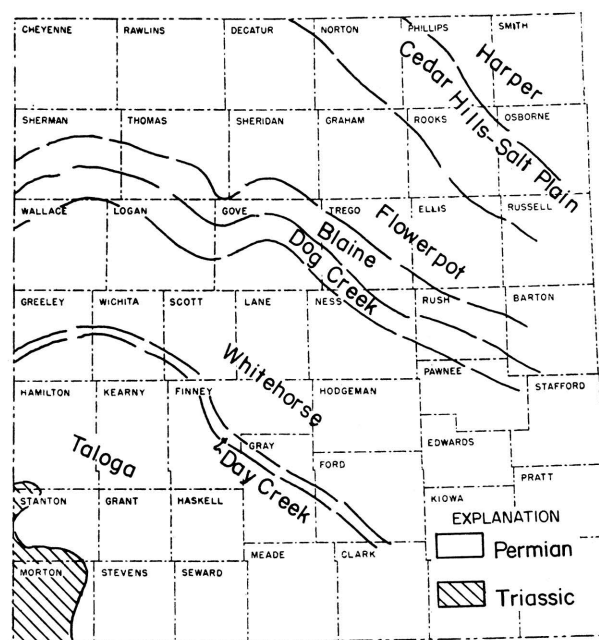 CHEYENNE
RAWLINS
DECATUR
NORTON
PHILLIPS
SMITH
Harper
Cedar Hills-Salt Plain
SHERMAN
THOMAS
SHERIDAN
GRAHAM
ROOKS
OSBORNE
WALLACE
LOGAN
GOVE
TREGO
ELLIS
RUSSELL
Flowerpot
Blaine
Dog Creek
GREELEY
WICHITA
SCOTT
LANE
NESS
RUSH
BARTON
Whitehorse
PAWNEE
STAFFORD
HAMILTON
KEARNY
FINNEY
HODGEMAN
Taloga
GRAY
EDWARDS
Day Creek
FORD
PRATT
STANTON
GRANT
HASKELL
KIOWA
EXPLANATION
MEADE
CLARK
Permian
MORTON
STEVENS
SEWARD
Triassic